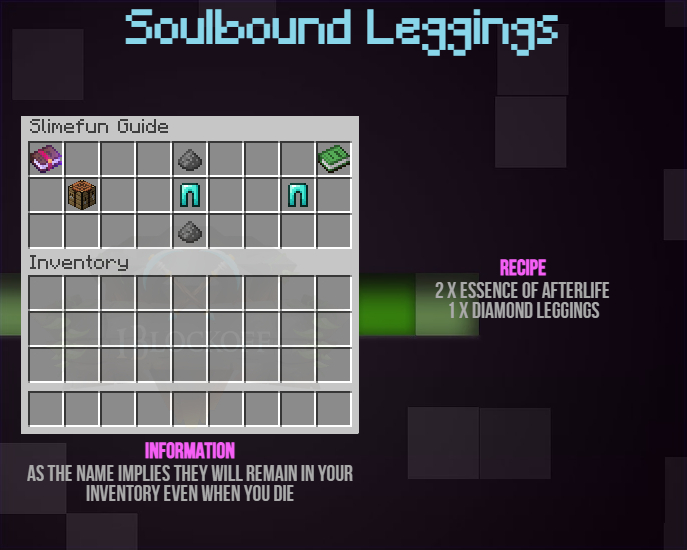 Soulbound Leggings
Slimefun Guide
Inventory
IBLOCKOFF
RECIPE
2 X ESSENCE OF AFTERLIFE
1 X DIAMOND LEGGINGS
INFORMATION
AS THE NAME IMPLIES THEY WILL REMAIN IN YOUR
INVENTORY EVEN WHEN YOU DIE